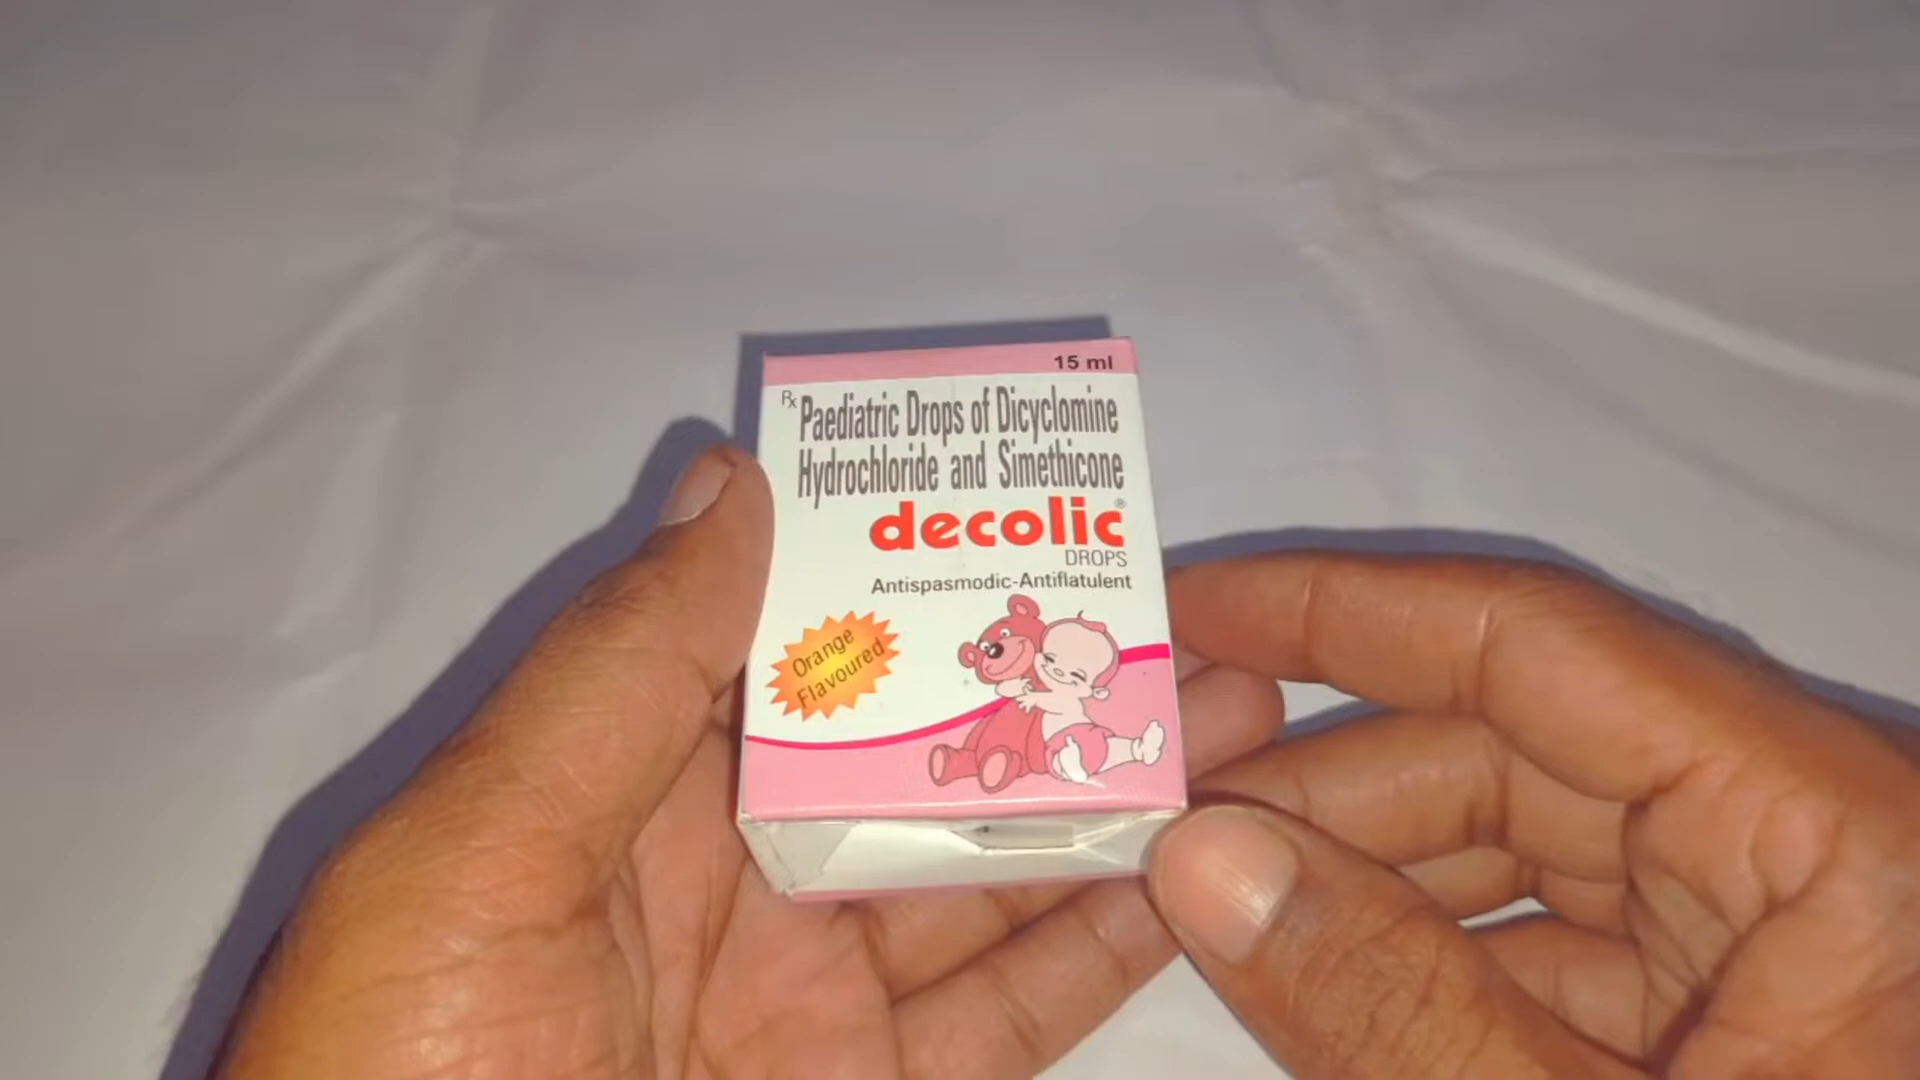 15 ml
Rx Paediatric Drops of Dicyclomine
Hydrochloride and Simethicone
decolic®
DROPS
Antispasmodic-Antiflatulent
Orange
Flavoured